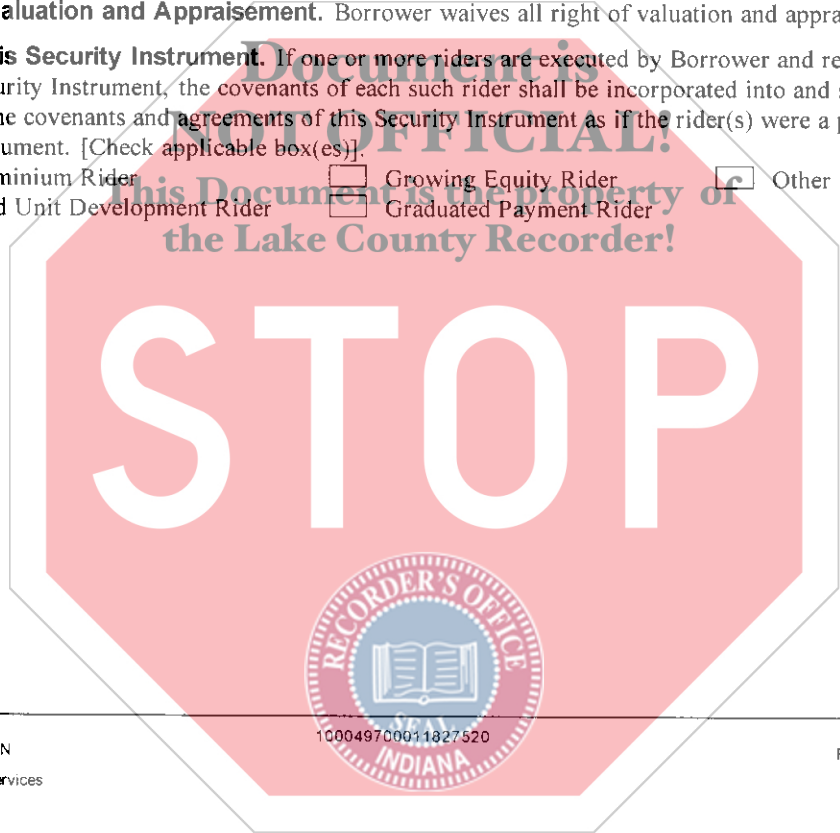 aluation and Appraisement. Borrower waives all right of valuation and appra
is Security Instrument. If one or more riders are executed by Borrower and re
Document is
urity Instrument, the covenants of each such rider shall be incorporated into and s
ne covenants and agreements of this Security Instrument as if the rider(s) were a p
NOT OFFICIAL!
ument. [Check applicable box(es)].
minium Rider Growing Equity Rider Other
This Document is the property of
d Unit Development Rider Graduated Payment Rider
the Lake County Recorder!
STOP
RECORDER'S OFFICE
SEAL
100049700011827520
INDIANA
N
rvices